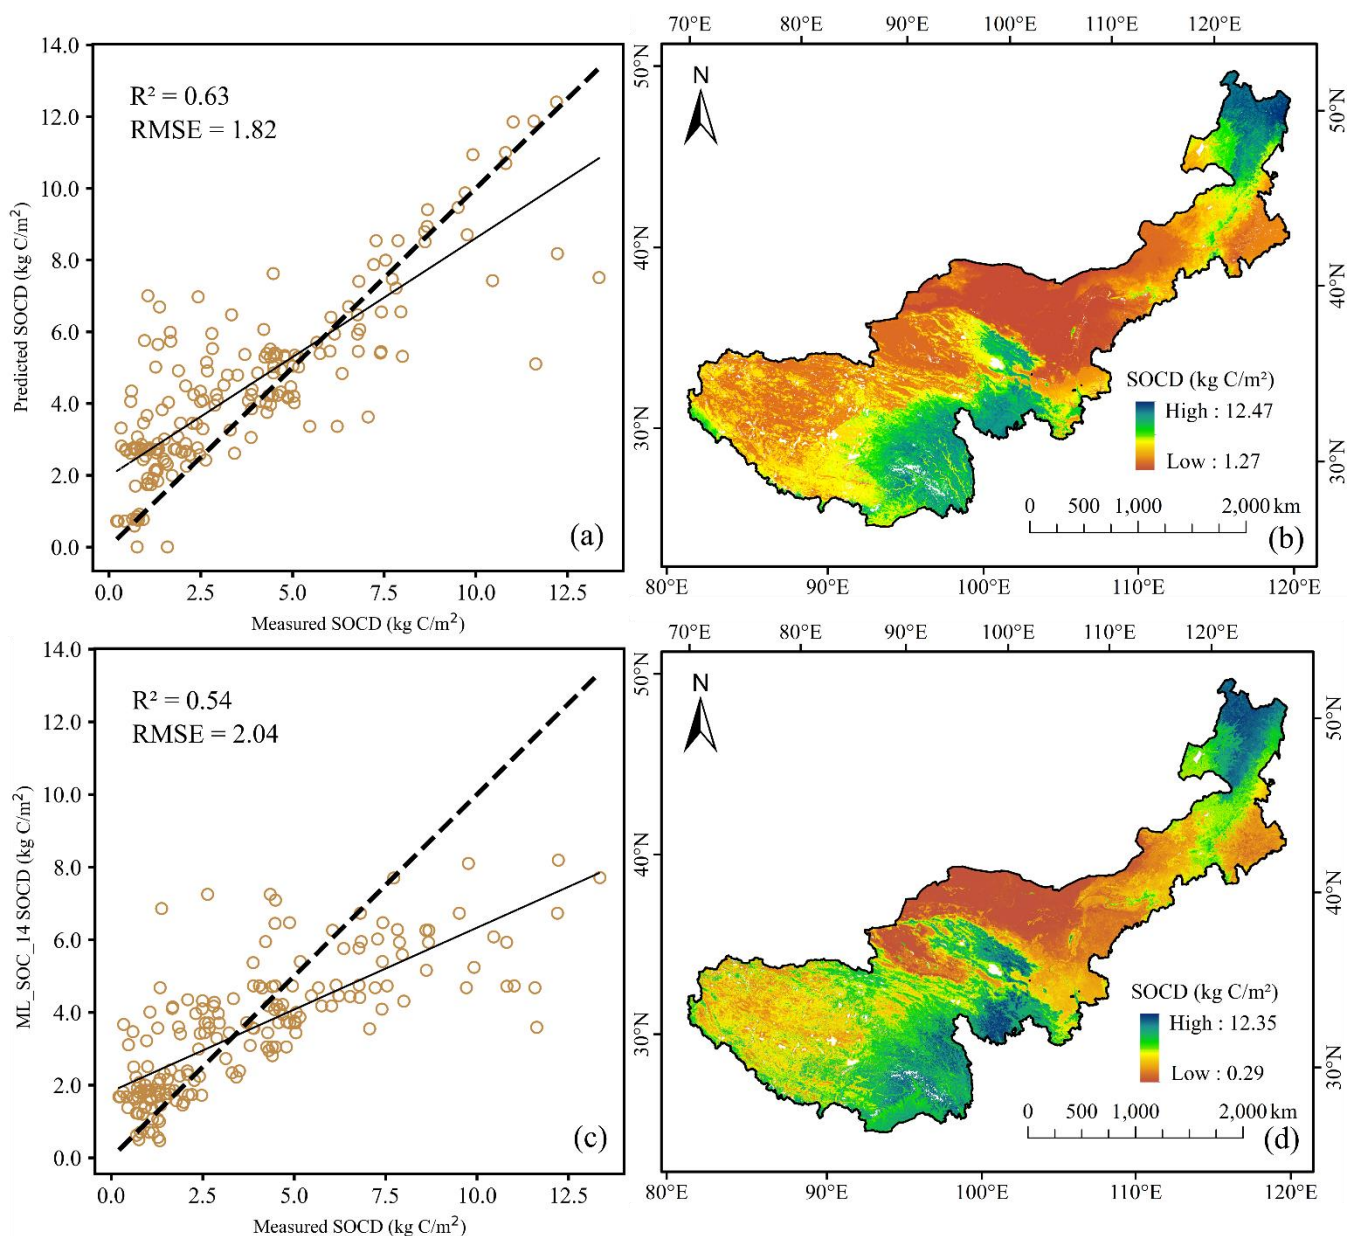 14.0
12.0
10.0
8.0
6.0
4.0
2.0
0.0
Predicted SOCD (kg C/m²)
R² = 0.63
RMSE = 1.82
(a)
0.0 2.5 5.0 7.5 10.0 12.5
Measured SOCD (kg C/m²)
70°E 80°E 90°E 100°E 110°E 120°E
50°N
40°N
30°N
N
50°N
40°N
30°N
SOCD (kg C/m²)
High : 12.47
Low : 1.27
0 500 1,000 2,000 km
(b)
80°E 90°E 100°E 110°E 120°E
14.0
12.0
10.0
8.0
6.0
4.0
2.0
0.0
ML_SOC_14 SOCD (kg C/m²)
R² = 0.54
RMSE = 2.04
(c)
0.0 2.5 5.0 7.5 10.0 12.5
Measured SOCD (kg C/m²)
70°E 80°E 90°E 100°E 110°E 120°E
50°N
40°N
30°N
N
50°N
40°N
30°N
SOCD (kg C/m²)
High : 12.35
Low : 0.29
0 500 1,000 2,000 km
(d)
80°E 90°E 100°E 110°E 120°E